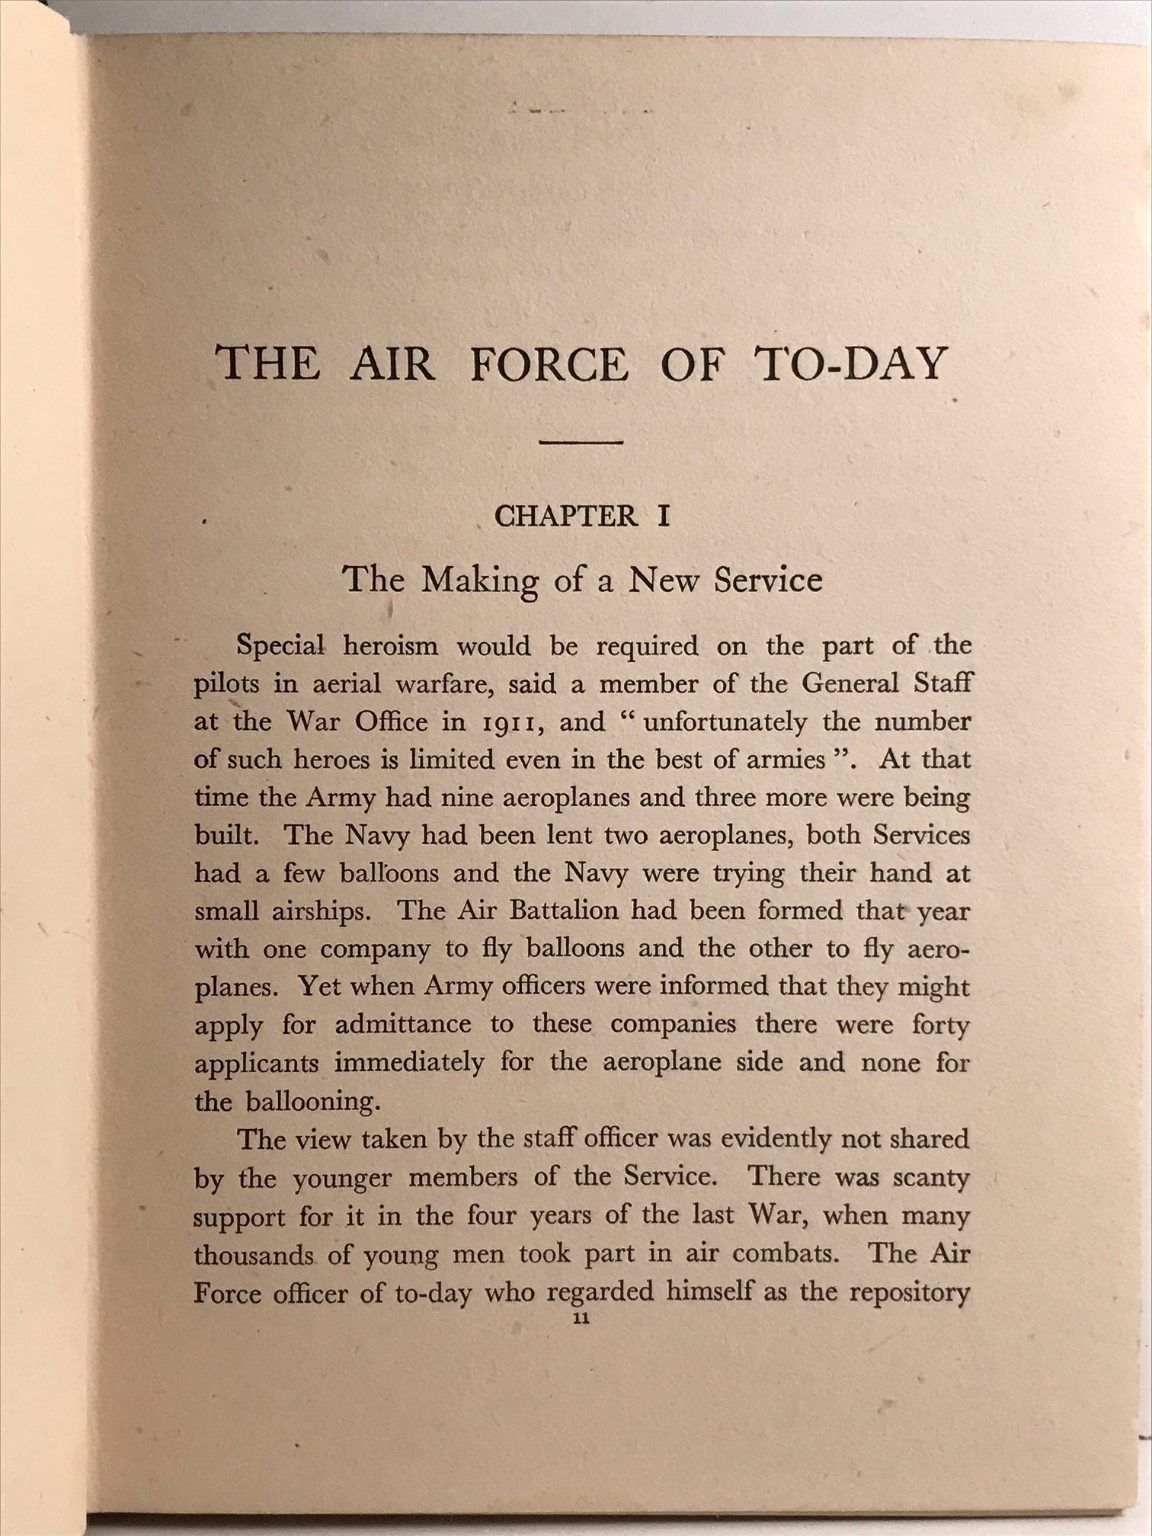 THE AIR FORCE OF TO-DAY
CHAPTER I
The Making of a New Service
Special heroism would be required on the part of the
pilots in aerial warfare, said a member of the General Staff
at the War Office in 1911, and “ unfortunately the number
of such heroes is limited even in the best of armies ”. At that
time the Army had nine aeroplanes and three more were being
built. The Navy had been lent two aeroplanes, both Services
had a few balloons and the Navy were trying their hand at
small airships. The Air Battalion had been formed that year
with one company to fly balloons and the other to fly aero-
planes. Yet when Army officers were informed that they might
apply for admittance to these companies there were forty
applicants immediately for the aeroplane side and none for
the ballooning.
The view taken by the staff officer was evidently not shared
by the younger members of the Service. There was scanty
support for it in the four years of the last War, when many
thousands of young men took part in air combats. The Air
Force officer of to-day who regarded himself as the repository
11